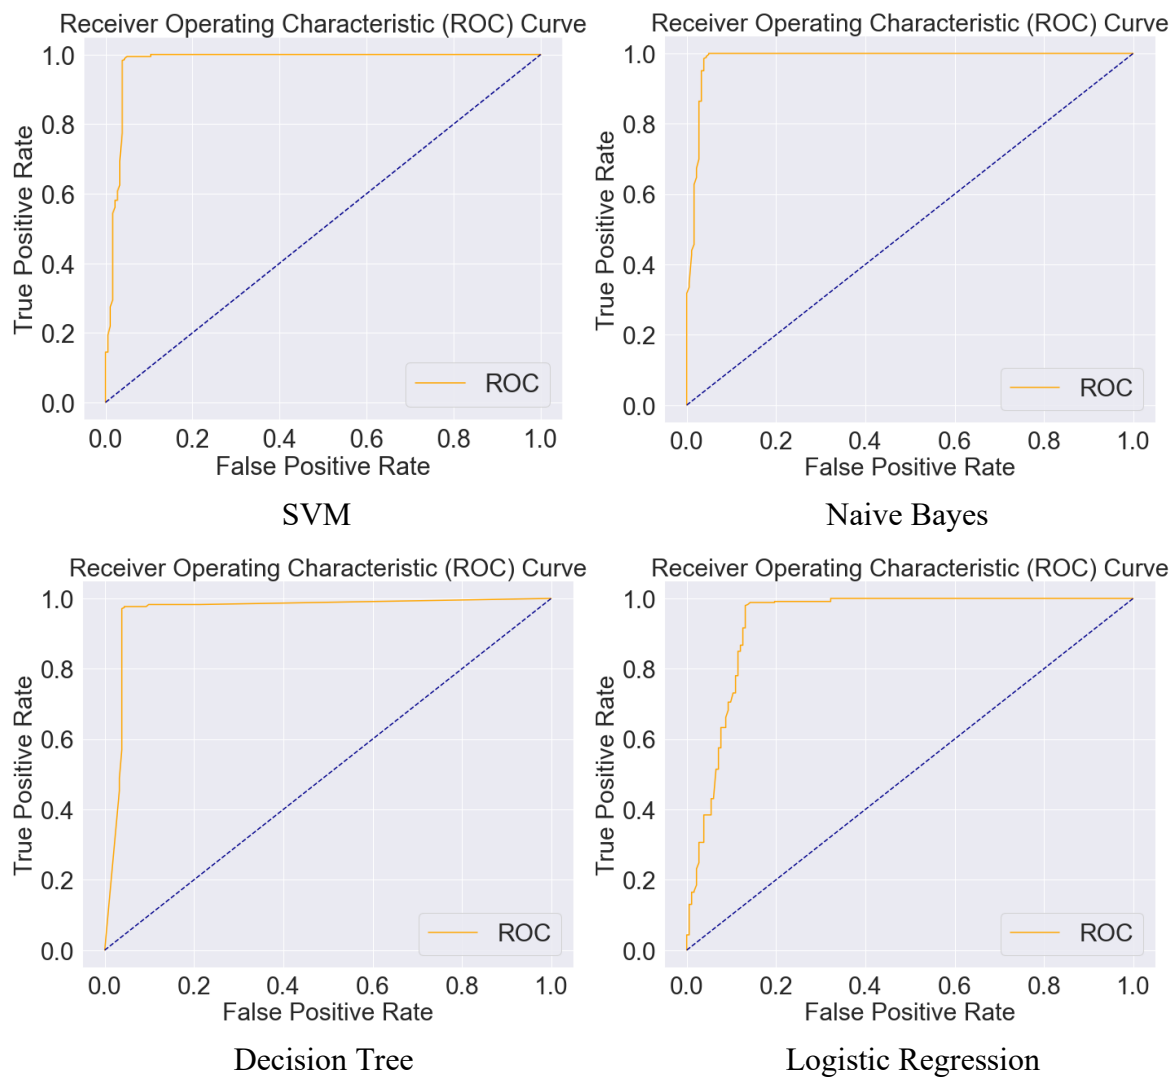 Receiver Operating Characteristic (ROC) Curve
True Positive Rate
1.0
0.8
0.6
0.4
0.2
0.0
ROC
0.0 0.2 0.4 0.6 0.8 1.0
False Positive Rate
SVM
Receiver Operating Characteristic (ROC) Curve
True Positive Rate
1.0
0.8
0.6
0.4
0.2
0.0
ROC
0.0 0.2 0.4 0.6 0.8 1.0
False Positive Rate
Naive Bayes
Receiver Operating Characteristic (ROC) Curve
True Positive Rate
1.0
0.8
0.6
0.4
0.2
0.0
ROC
0.0 0.2 0.4 0.6 0.8 1.0
False Positive Rate
Decision Tree
Receiver Operating Characteristic (ROC) Curve
True Positive Rate
1.0
0.8
0.6
0.4
0.2
0.0
ROC
0.0 0.2 0.4 0.6 0.8 1.0
False Positive Rate
Logistic Regression